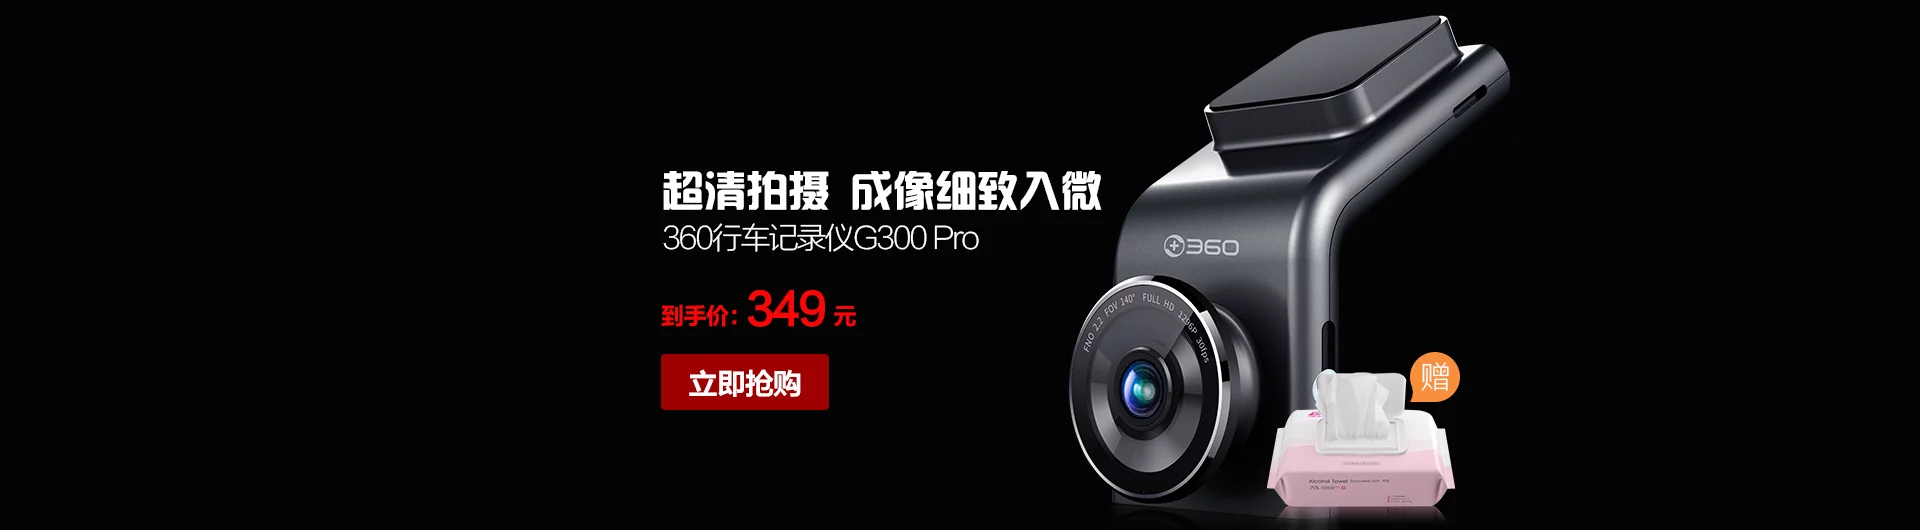 超清拍摄 成像细致入微
360行车记录仪G300 Pro
到手价: 349 元
立即抢购
360
FNO 2.2 FOV 140° FULL HD 1296P 30fps
赠
Alcohol Towel